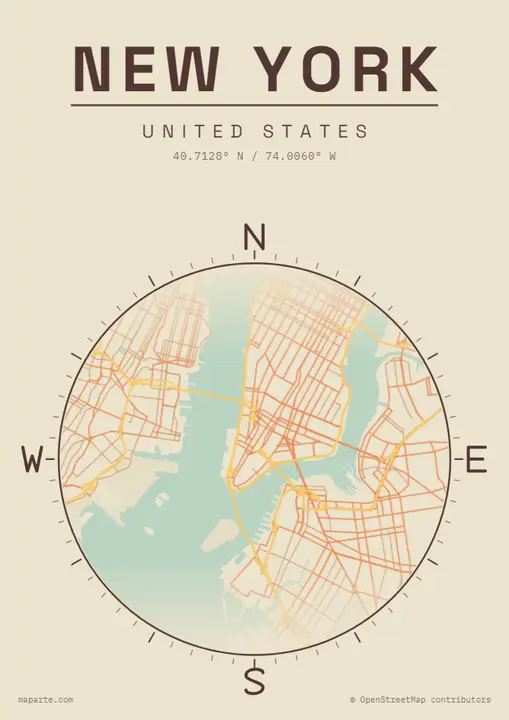 NEW YORK
UNITED STATES
40.7128° N / 74.0060° W
N
W
E
S
maparte.com
© OpenStreetMap contributors